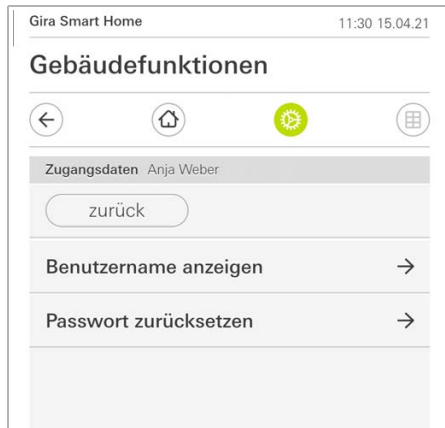 Gira Smart Home 11:30 15.04.21
Gebäudefunktionen
Zugangsdaten Anja Weber
zurück
Benutzername anzeigen
Passwort zurücksetzen